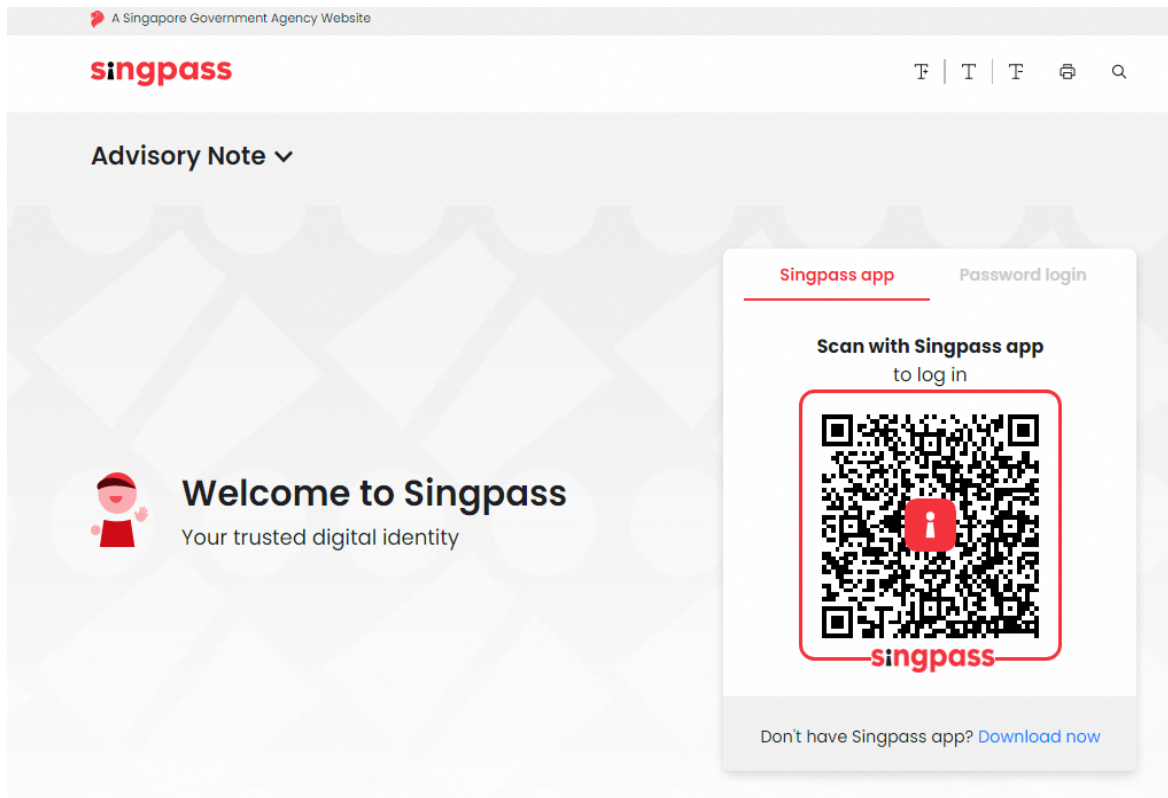 A Singapore Government Agency Website
singpass
T+ | T | T-
Advisory Note
Singpass app Password login
Scan with Singpass app
to log in
Welcome to Singpass
Your trusted digital identity
singpass
Don't have Singpass app? Download now